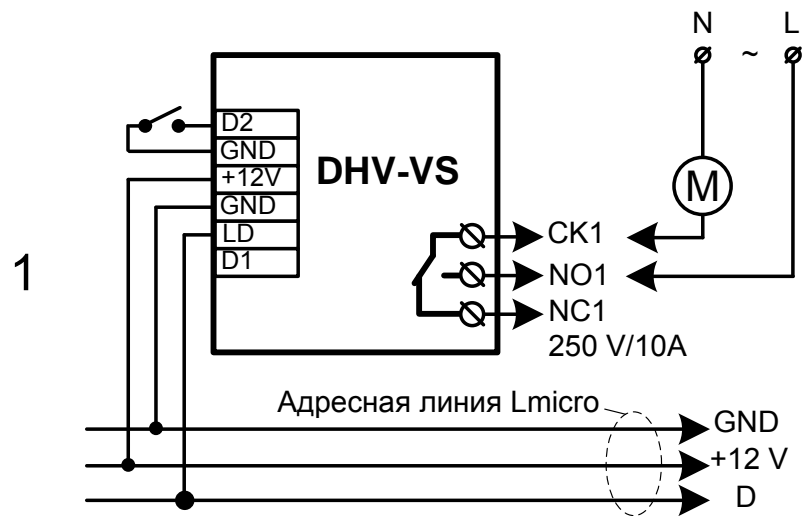 N ~ L
D2
GND
+12V
GND
LD
D1
DHV-VS
M
CK1
NO1
NC1
250 V/10A
1
Адресная линия Lmicro
GND
+12 V
D